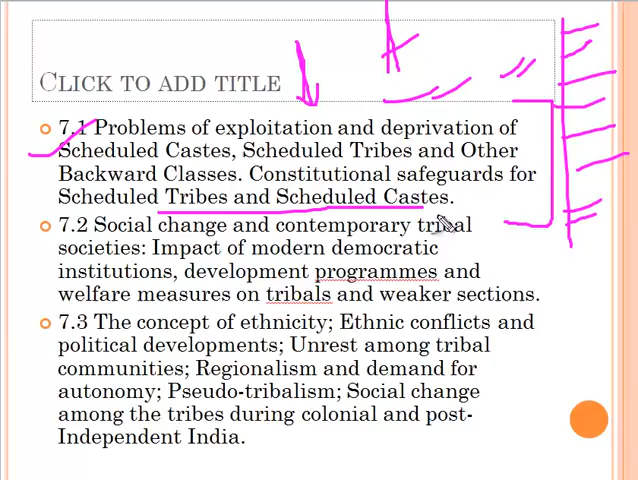 CLICK TO ADD TITLE
7.1 Problems of exploitation and deprivation of
Scheduled Castes, Scheduled Tribes and Other
Backward Classes. Constitutional safeguards for
Scheduled Tribes and Scheduled Castes.
7.2 Social change and contemporary tribal
societies: Impact of modern democratic
institutions, development programmes and
welfare measures on tribals and weaker sections.
7.3 The concept of ethnicity; Ethnic conflicts and
political developments; Unrest among tribal
communities; Regionalism and demand for
autonomy; Pseudo-tribalism; Social change
among the tribes during colonial and post-
Independent India.